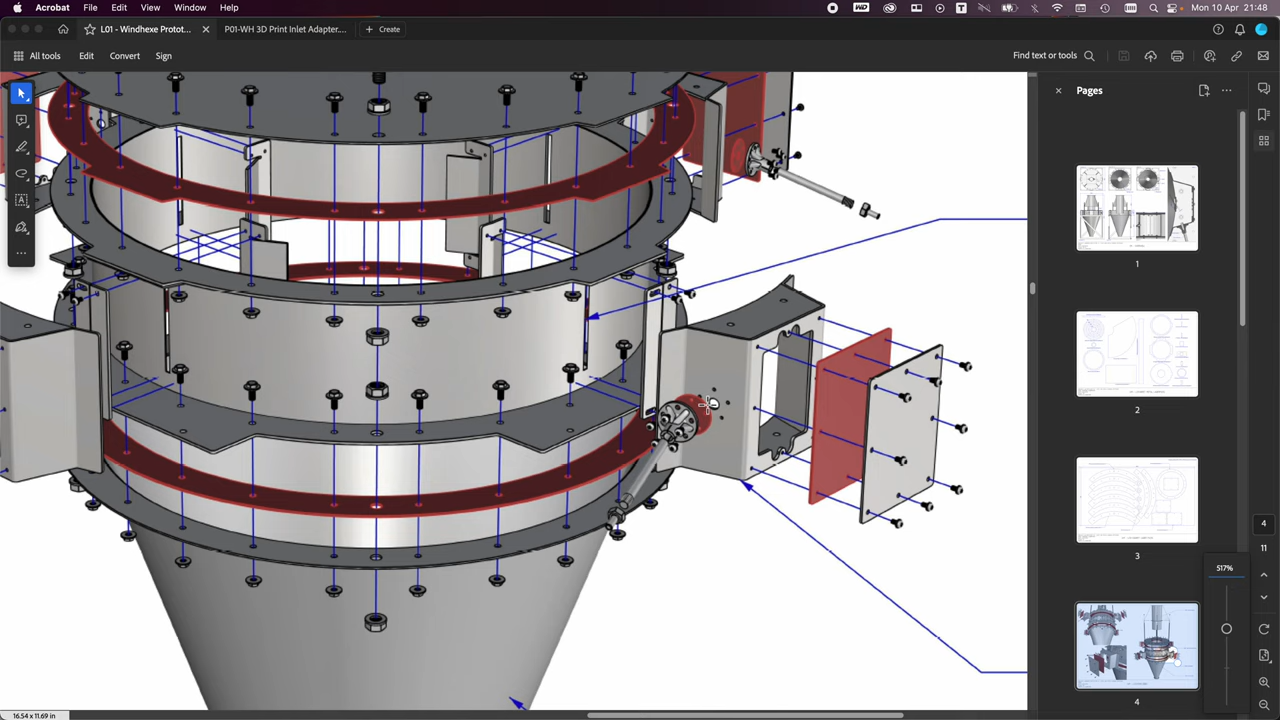 Acrobat File Edit View Window Help Mon 10 Apr. 21:48
L01 - Windhexe Protot... P01-WH 3D Print Inlet Adapter.... Create
All tools Edit Convert Sign Find text or tools
Pages
1
2
3
4
11
517%
4
16.54 x 11.69 in